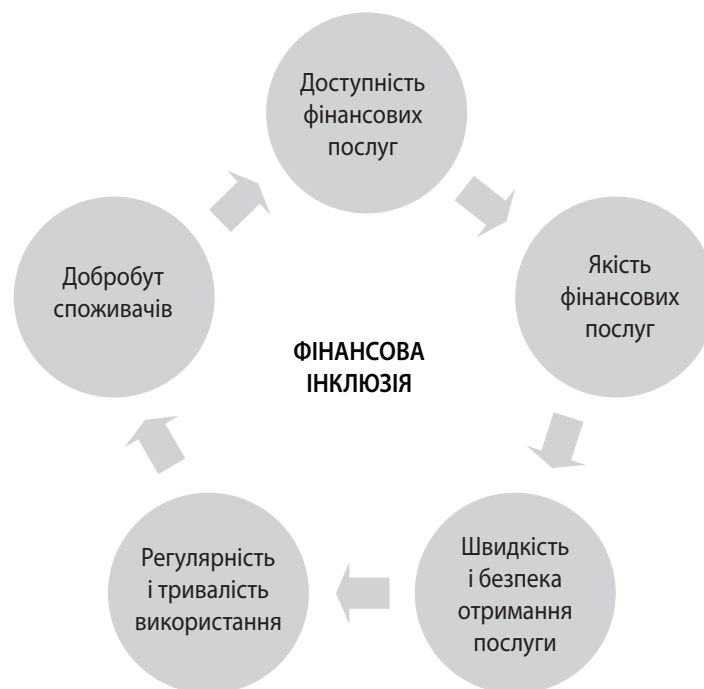 Доступність
фінансових
послуг
Якість
фінансових
послуг
Швидкість
і безпека
отримання
послуги
Регулярність
і тривалість
використання
Добробут
споживачів
ФІНАНСОВА
ІНКЛЮЗІЯ